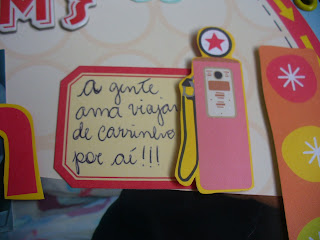 M'S
a gente
ama viajar
de carrinho
por aí!!!